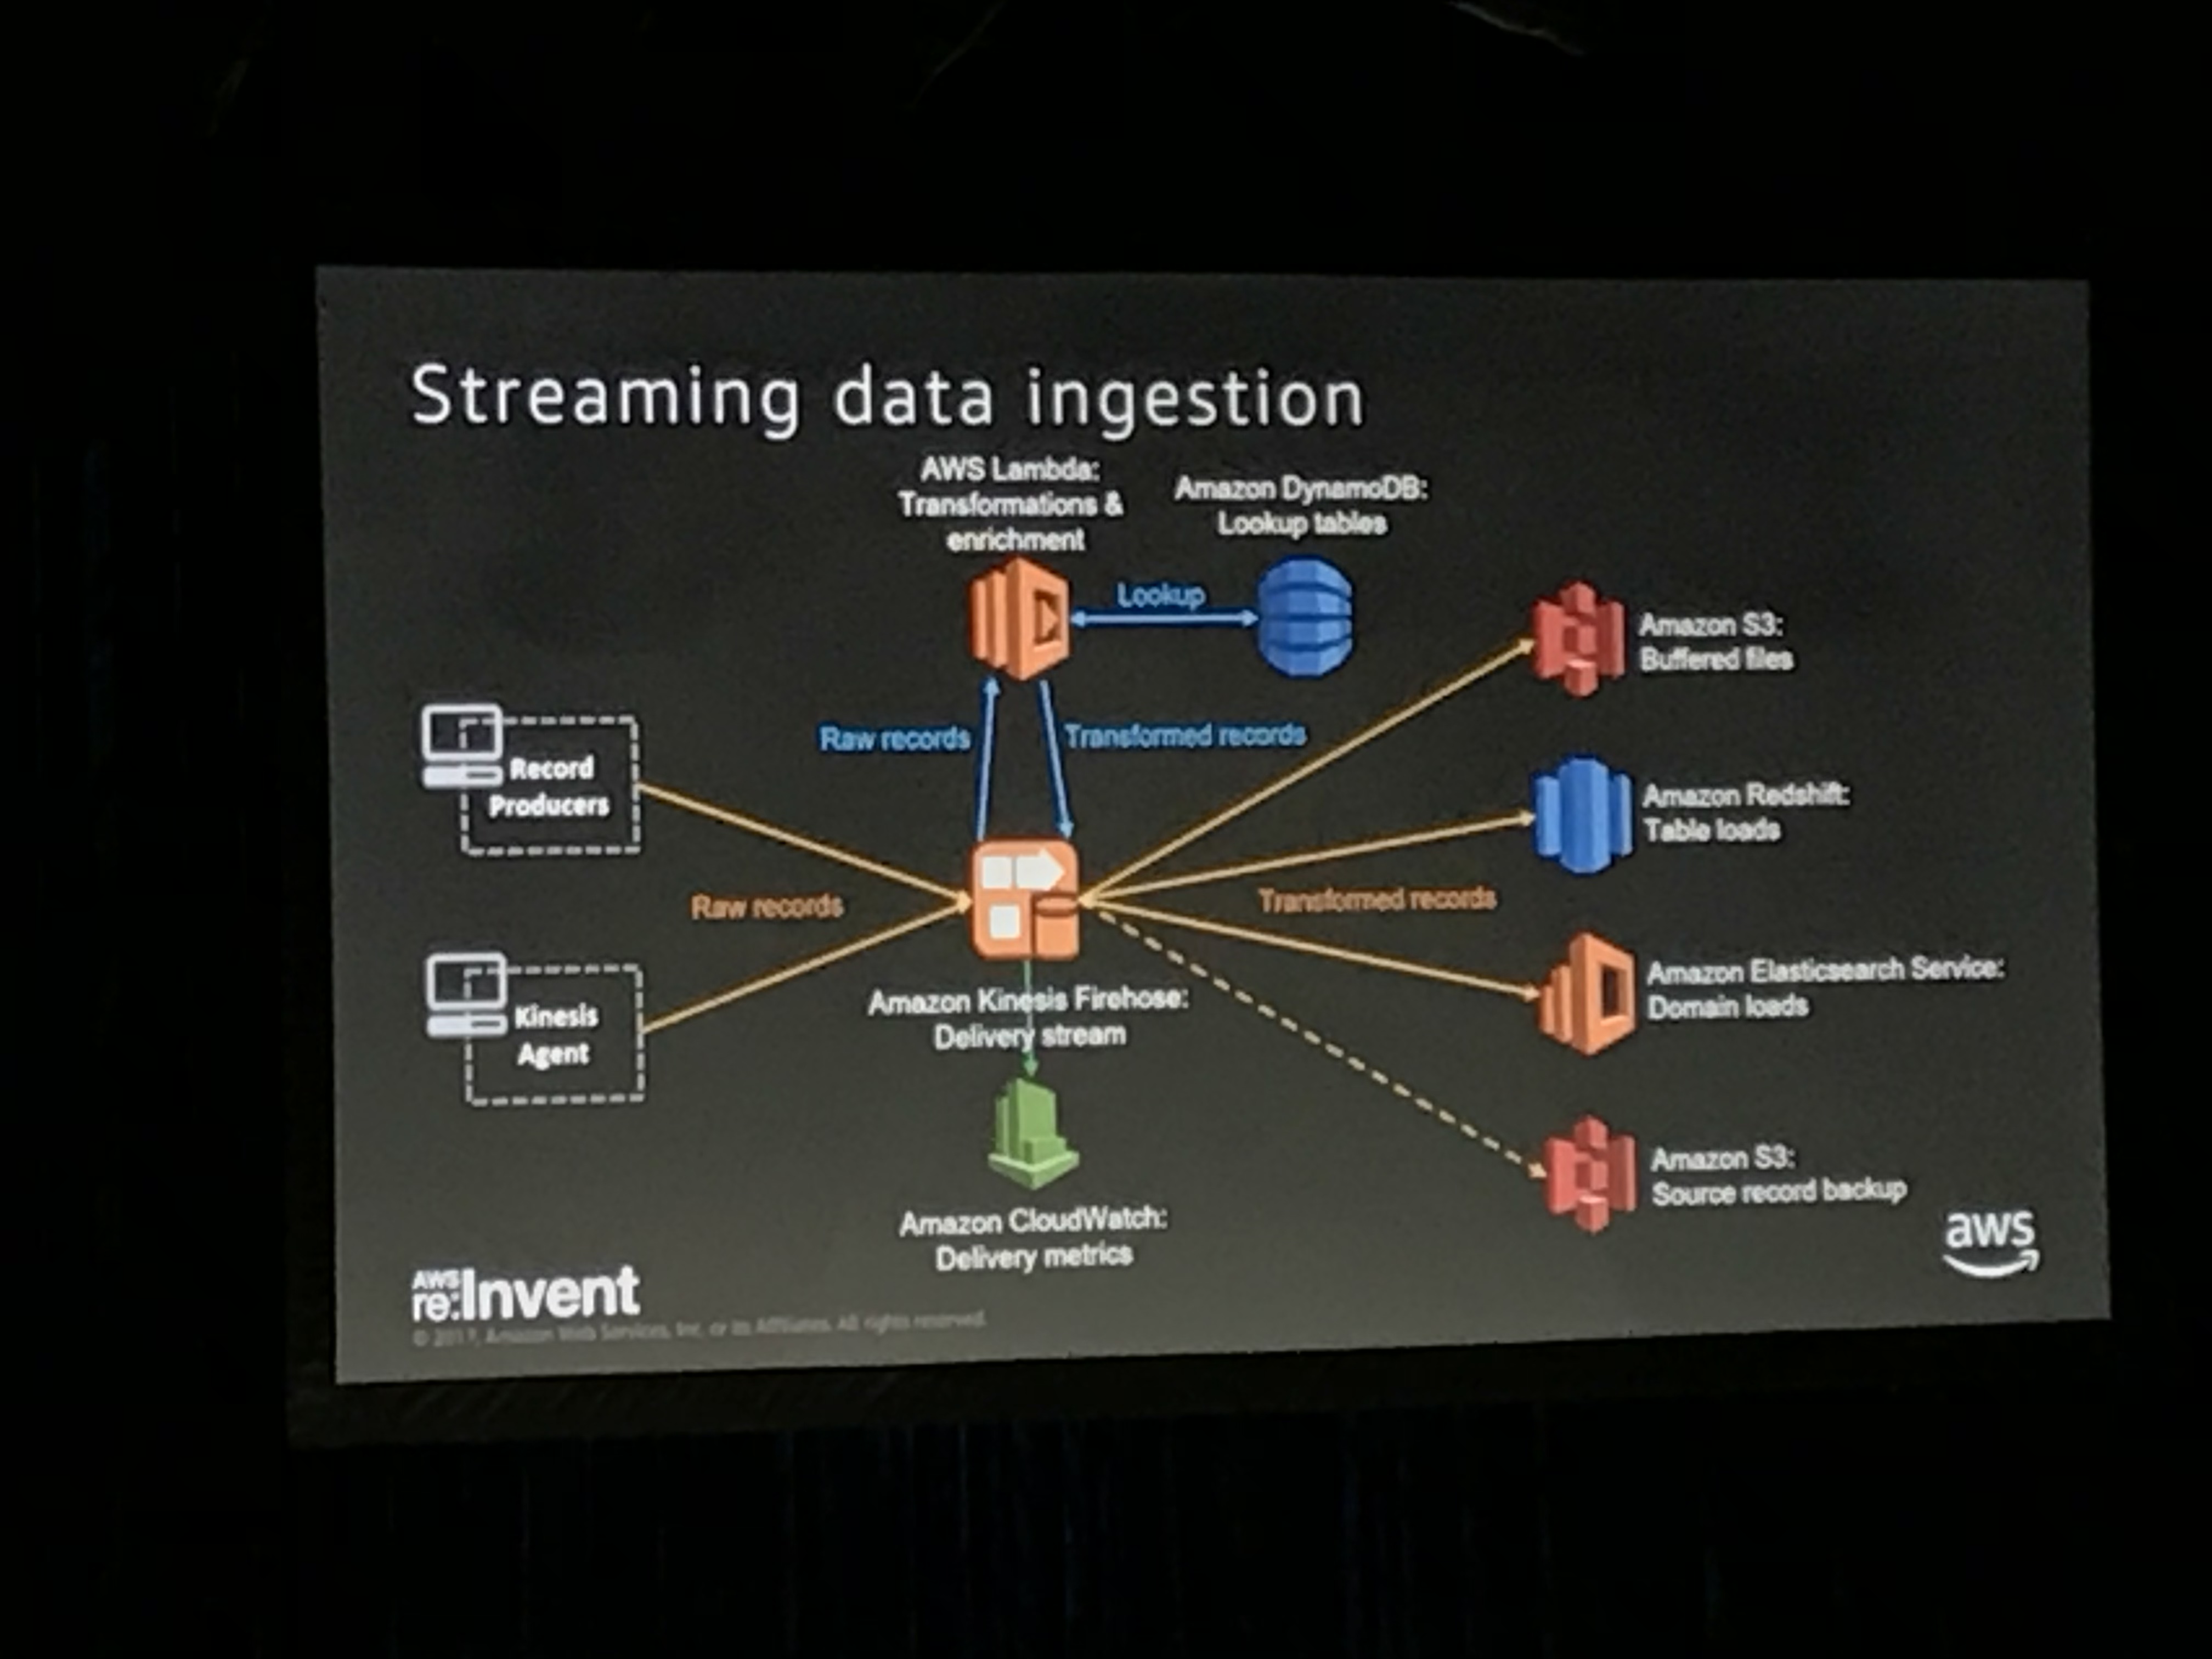 Streaming data ingestion
AWS Lambda:
Transformations &
enrichment
Amazon DynamoDB:
Lookup tables
Lookup
Amazon S3:
Buffered files
Raw records
Transformed records
Record
Producers
Amazon Redshift:
Table loads
Raw records
Transformed records
Kinesis
Agent
Amazon Kinesis Firehose:
Delivery stream
Amazon Elasticsearch Service:
Domain loads
Amazon S3:
Source record backup
Amazon CloudWatch:
Delivery metrics
AWS
re:Invent
aws
© 2017, Amazon Web Services, Inc. or its Affiliates. All rights reserved.